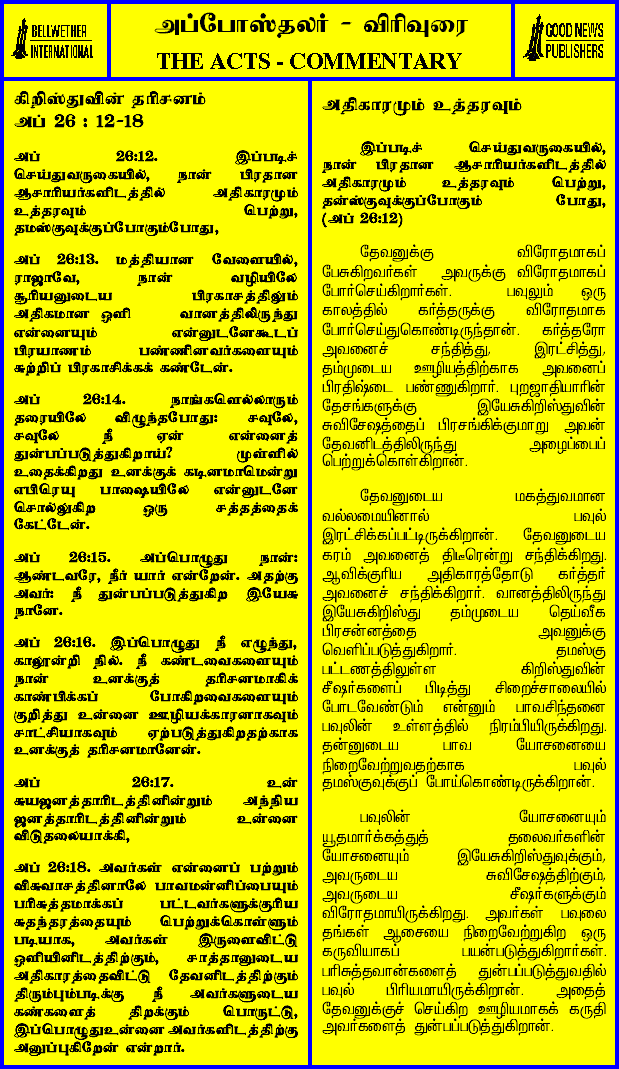 BELLWETHER
INTERNATIONAL
அப்போஸ்தலர் - விரிவுரை
THE ACTS - COMMENTARY
GOOD NEWS
PUBLISHERS
கிறிஸ்துவின் தரிசனம்
அப் 26 : 12-18
அப் 26:12. இப்படிச்
செய்துவருகையில், நான் பிரதான
ஆசாரியர்களிடத்தில் அதிகாரமும்
உத்தரவும் பெற்று,
தமஸ்குவுக்குப்போகும்போது,
அப் 26:13. மத்தியான வேளையில்,
ராஜாவே, நான் வழியிலே
சூரியனுடைய பிரகாசத்திலும்
அதிகமான ஒளி வானத்திலிருந்து
என்னையும் என்னுடனேகூடப்
பிரயாணம் பண்ணினவர்களையும்
சுற்றிப் பிரகாசிக்கக் கண்டேன்.
அப் 26:14. நாங்களெல்லாரும்
தரையிலே விழுந்தபோது: சவுலே,
சவுலே நீ ஏன் என்னைத்
துன்பப்படுத்துகிறாய்? முள்ளில்
உதைக்கிறது உனக்குக் கடினமாமென்று
எபிரெயு பாஷையிலே என்னுடனே
சொல்லுகிற ஒரு சத்தத்தைக்
கேட்டேன்.
அப் 26:15. அப்பொழுது நான்:
ஆண்டவரே, நீர் யார் என்றேன். அதற்கு
அவர்: நீ துன்பப்படுத்துகிற இயேசு
நானே.
அப் 26:16. இப்பொழுது நீ எழுந்து,
காலூன்றி நில். நீ கண்டவைகளையும்
நான் உனக்குத் தரிசனமாகிக்
காண்பிக்கப் போகிறவைகளையும்
குறித்து உன்னை ஊழியக்காரனாகவும்
சாட்சியாகவும் ஏற்படுத்துகிறதற்காக
உனக்குத் தரிசனமானேன்.
அப் 26:17. உன்
சுயஜனத்தாரிடத்தினின்றும் அந்நிய
ஜனத்தாரிடத்தினின்றும் உன்னை
விடுதலையாக்கி,
அப் 26:18. அவர்கள் என்னைப் பற்றும்
விசுவாசத்தினாலே பாவமன்னிப்பையும்
பரிசுத்தமாக்கப் பட்டவர்களுக்குரிய
சுதந்தரத்தையும் பெற்றுக்கொள்ளும்
படியாக, அவர்கள் இருளைவிட்டு
ஒளியினிடத்திற்கும், சாத்தானுடைய
அதிகாரத்தைவிட்டு தேவனிடத்திற்கும்
திரும்பும்படிக்கு நீ அவர்களுடைய
கண்களைத் திறக்கும் பொருட்டு,
இப்பொழுதுஉன்னை அவர்களிடத்திற்கு
அனுப்புகிறேன் என்றார்.
அதிகாரமும் உத்தரவும்
இப்படிச் செய்துவருகையில்,
நான் பிரதான ஆசாரியர்களிடத்தில்
அதிகாரமும் உத்தரவும் பெற்று,
தன்ஸ்குவுக்குப்போகும் போது,
(அப் 26:12)
தேவனுக்கு விரோதமாகப்
பேசுகிறவர்கள் அவருக்கு விரோதமாகப்
போர்செய்கிறார்கள். பவுலும் ஒரு
காலத்தில் கர்த்தருக்கு விரோதமாக
போர்செய்துகொண்டிருந்தான். கர்த்தரோ
அவனைச் சந்தித்து, இரட்சித்து,
தம்முடைய ஊழியத்திற்காக அவனைப்
பிரதிஷ்டை பண்ணுகிறார். புறஜாதியாரின்
தேசங்களுக்கு இயேசுகிறிஸ்துவின்
சுவிசேஷத்தைப் பிரசங்கிக்குமாறு அவன்
தேவனிடத்திலிருந்து அழைப்பைப்
பெற்றுக்கொள்கிறான்.
தேவனுடைய மகத்துவமான
வல்லமையினால் பவுல்
இரட்சிக்கப்பட்டிருக்கிறான். தேவனுடைய
கரம் அவனைத் திடீரென்று சந்திக்கிறது.
ஆவிக்குரிய அதிகாரத்தோடு கர்த்தர்
அவனைச் சந்திக்கிறார். வானத்திலிருந்து
இயேசுகிறிஸ்து தம்முடைய தெய்வீக
பிரசன்னத்தை அவனுக்கு
வெளிப்படுத்துகிறார். தமஸ்கு
பட்டணத்திலுள்ள கிறிஸ்துவின்
சீஷர்களைப் பிடித்து சிறைச்சாலையில்
போடவேண்டும் என்னும் பாவசிந்தனை
பவுலின் உள்ளத்தில் நிரம்பியிருக்கிறது.
தன்னுடைய பாவ யோசனையை
நிறைவேற்றுவதற்காக பவுல்
தமஸ்குவுக்குப் போய்கொண்டிருக்கிறான்.
பவுலின் யோசனையும்
யூதமார்க்கத்துத் தலைவர்களின்
யோசனையும் இயேசுகிறிஸ்துவுக்கும்,
அவருடைய சுவிசேஷத்திற்கும்,
அவருடைய சீஷர்களுக்கும்
விரோதமாயிருக்கிறது. அவர்கள் பவுலை
தங்கள் ஆசையை நிறைவேற்றுகிற ஒரு
கருவியாகப் பயன்படுத்துகிறார்கள்.
பரிசுத்தவான்களைத் துன்பப்படுத்துவதில்
பவுல் பிரியமாயிருக்கிறான். அதைத்
தேவனுக்குச் செய்கிற ஊழியமாகக் கருதி
அவர்களைத் துன்பப்படுத்துகிறான்.